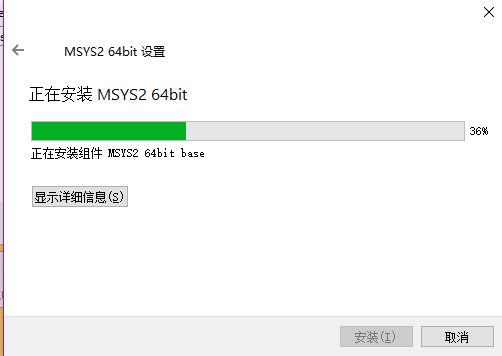 MSYS2 64bit 设置
正在安装 MSYS2 64bit
36%
正在安装组件 MSYS2 64bit base
显示详细信息(S)
安装(I)
取消